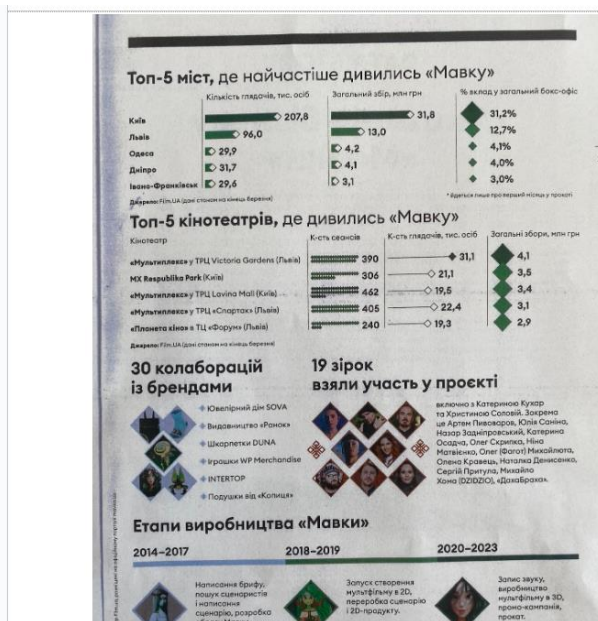 Топ-5 міст, де найчастіше дивились «Мавку»
Кількість глядачів, тис. осіб
Загальний збір, млн грн
% вклад у загальний бокс-офіс
Київ 207,8 31,8 31,2%
Львів 96,0 13,0 12,7%
Одеса 29,9 4,2 4,1%
Дніпро 31,7 4,1 4,0%
Івано-Франківськ 29,6 3,1 3,0%
Джерело: Film.UA (дані станом на кінець березня)
* йдеться лише про перший місяць у прокаті
Топ-5 кінотеатрів, де дивились «Мавку»
Кінотеатр
К-сть сеансів
К-сть глядачів, тис. осіб
Загальні збори, млн грн
«Мультиплекс» у ТРЦ Victoria Gardens (Львів) 390 31,1 4,1
MX Respublika Park (Київ) 306 21,1 3,5
«Мультиплекс» у ТРЦ Lavina Mall (Київ) 462 19,5 3,4
«Мультиплекс» у ТРЦ «Спартак» (Львів) 405 22,4 3,1
«Планета кіно» в ТЦ «Форум» (Львів) 240 19,3 2,9
Джерело: Film.UA (дані станом на кінець березня)
30 колаборацій
із брендами
Ювелірний дім SOVA
Видавництво «Ранок»
Шкарпетки DUNA
Іграшки WP Merchandise
INTERTOP
Подушки від «Копиця»
19 зірок
взяли участь у проєкті
включно з Катериною Кухар
та Христиною Соловій. Зокрема
це Артем Пивоваров, Юлія Саніна,
Назар Задніпровський, Катерина
Осадча, Олег Скрипка, Ніна
Матвієнко, Олег (Фагот) Михайлюта,
Олена Кравець, Наталка Денисенко,
Сергій Притула, Михайло
Хома (DZIDZIO), «ДахаБраха».
Етапи виробництва «Мавки»
2014–2017
2018–2019
2020–2023
Написання брифу,
пошук сценаристів
і написання
сценарію, розробка
Запуск створення
мультфільму в 2D,
переробка сценарію
і 2D-продукту.
Запис звуку,
виробництво
мультфільму в 3D,
промо-кампанія,
прокат.